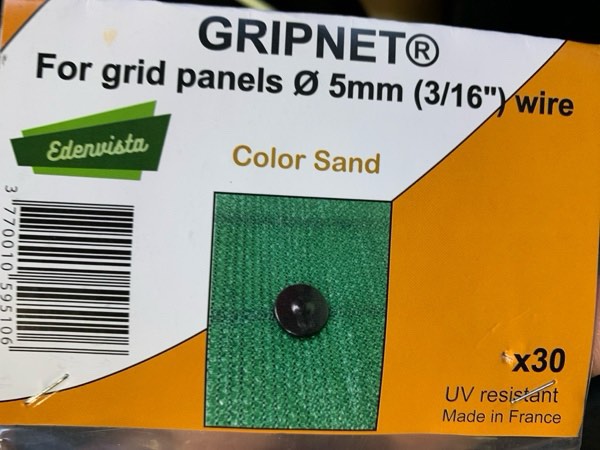 GRIPNET®
For grid panels Ø 5mm (3/16") wire
Edenvista
Color Sand
3 770010 595106
x30
UV resistant
Made in France